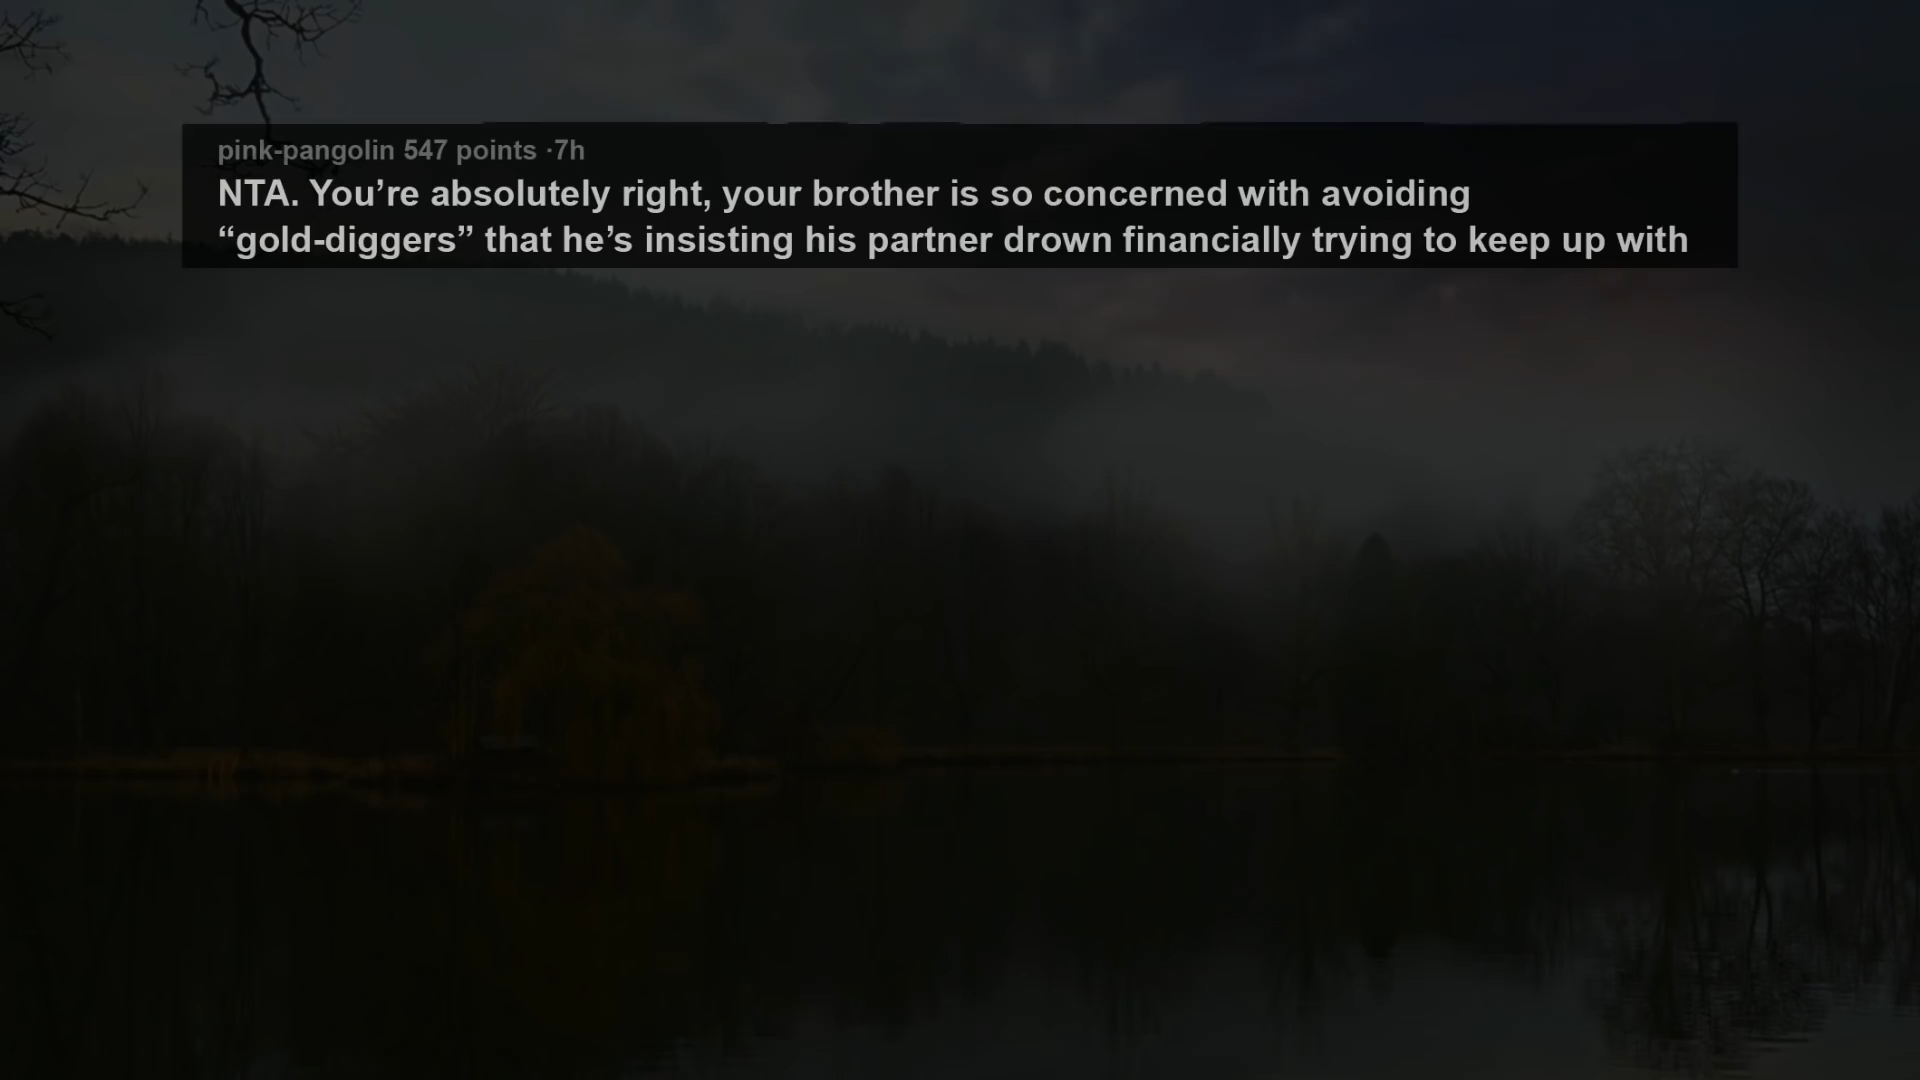 pink-pangolin 547 points ·7h
NTA. You’re absolutely right, your brother is so concerned with avoiding
“gold-diggers” that he’s insisting his partner drown financially trying to keep up with